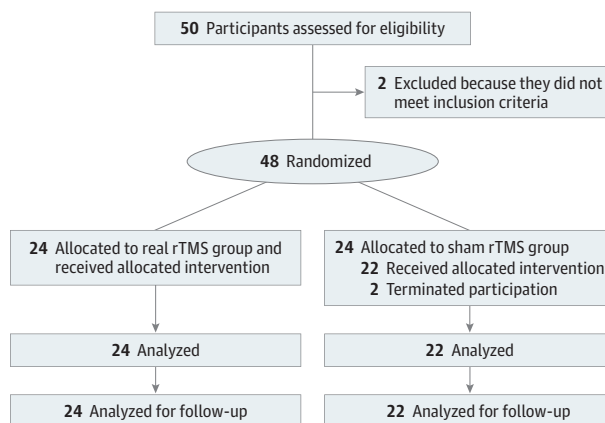 50 Participants assessed for eligibility
2 Excluded because they did not
meet inclusion criteria
48 Randomized
24 Allocated to real rTMS group and
received allocated intervention
24 Allocated to sham rTMS group
22 Received allocated intervention
2 Terminated participation
24 Analyzed
22 Analyzed
24 Analyzed for follow-up
22 Analyzed for follow-up